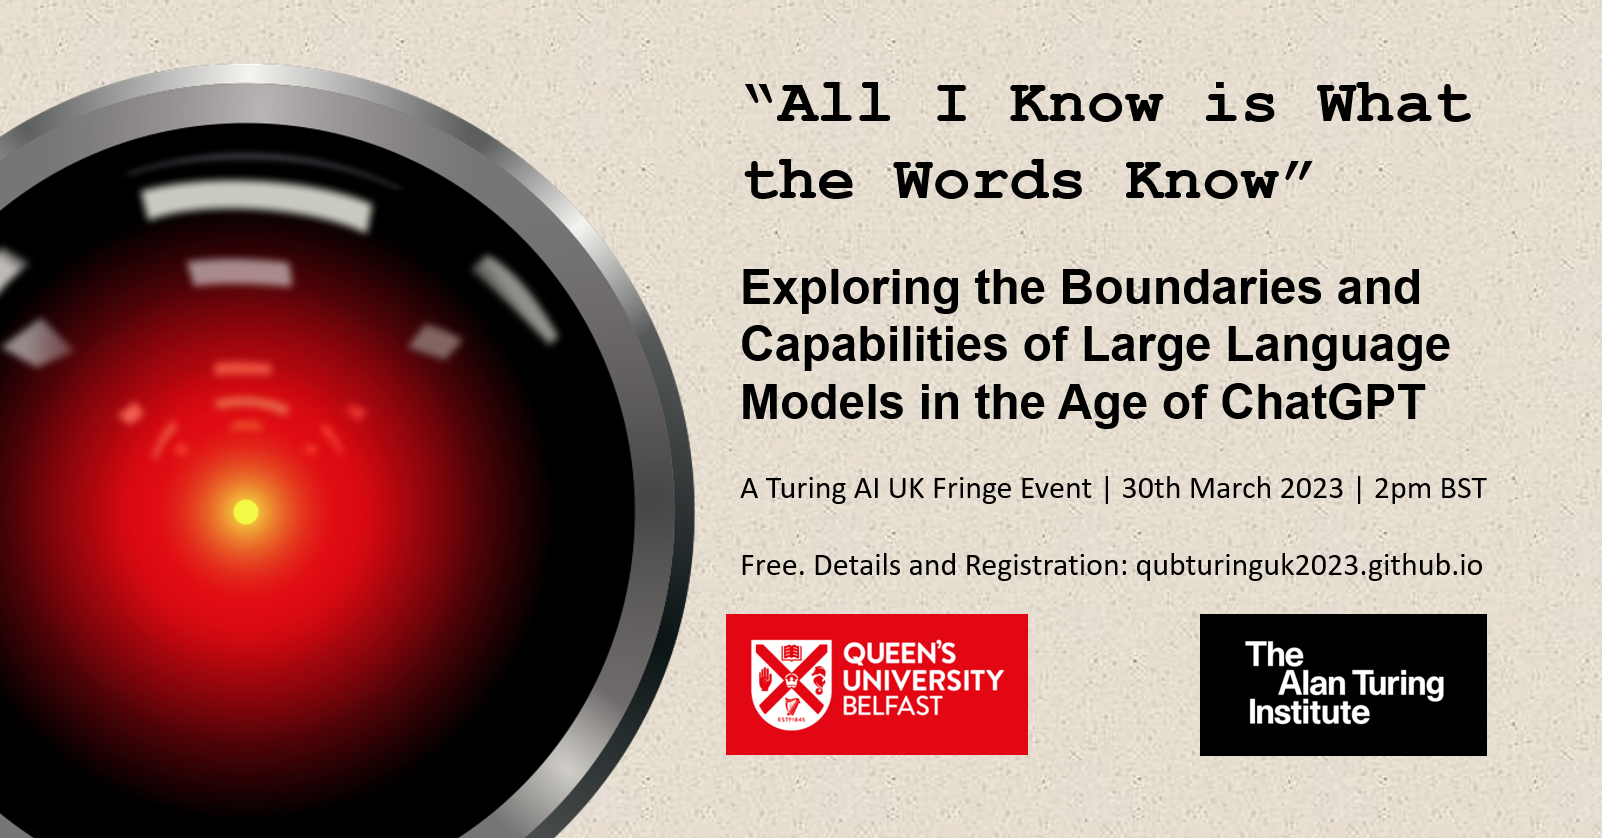 “All I Know is What
the Words Know”
Exploring the Boundaries and
Capabilities of Large Language
Models in the Age of ChatGPT
A Turing AI UK Fringe Event | 30th March 2023 | 2pm BST
Free. Details and Registration: qubturinguk2023.github.io
QUEEN'S
UNIVERSITY
BELFAST
ESTD1845
The
Alan Turing
Institute